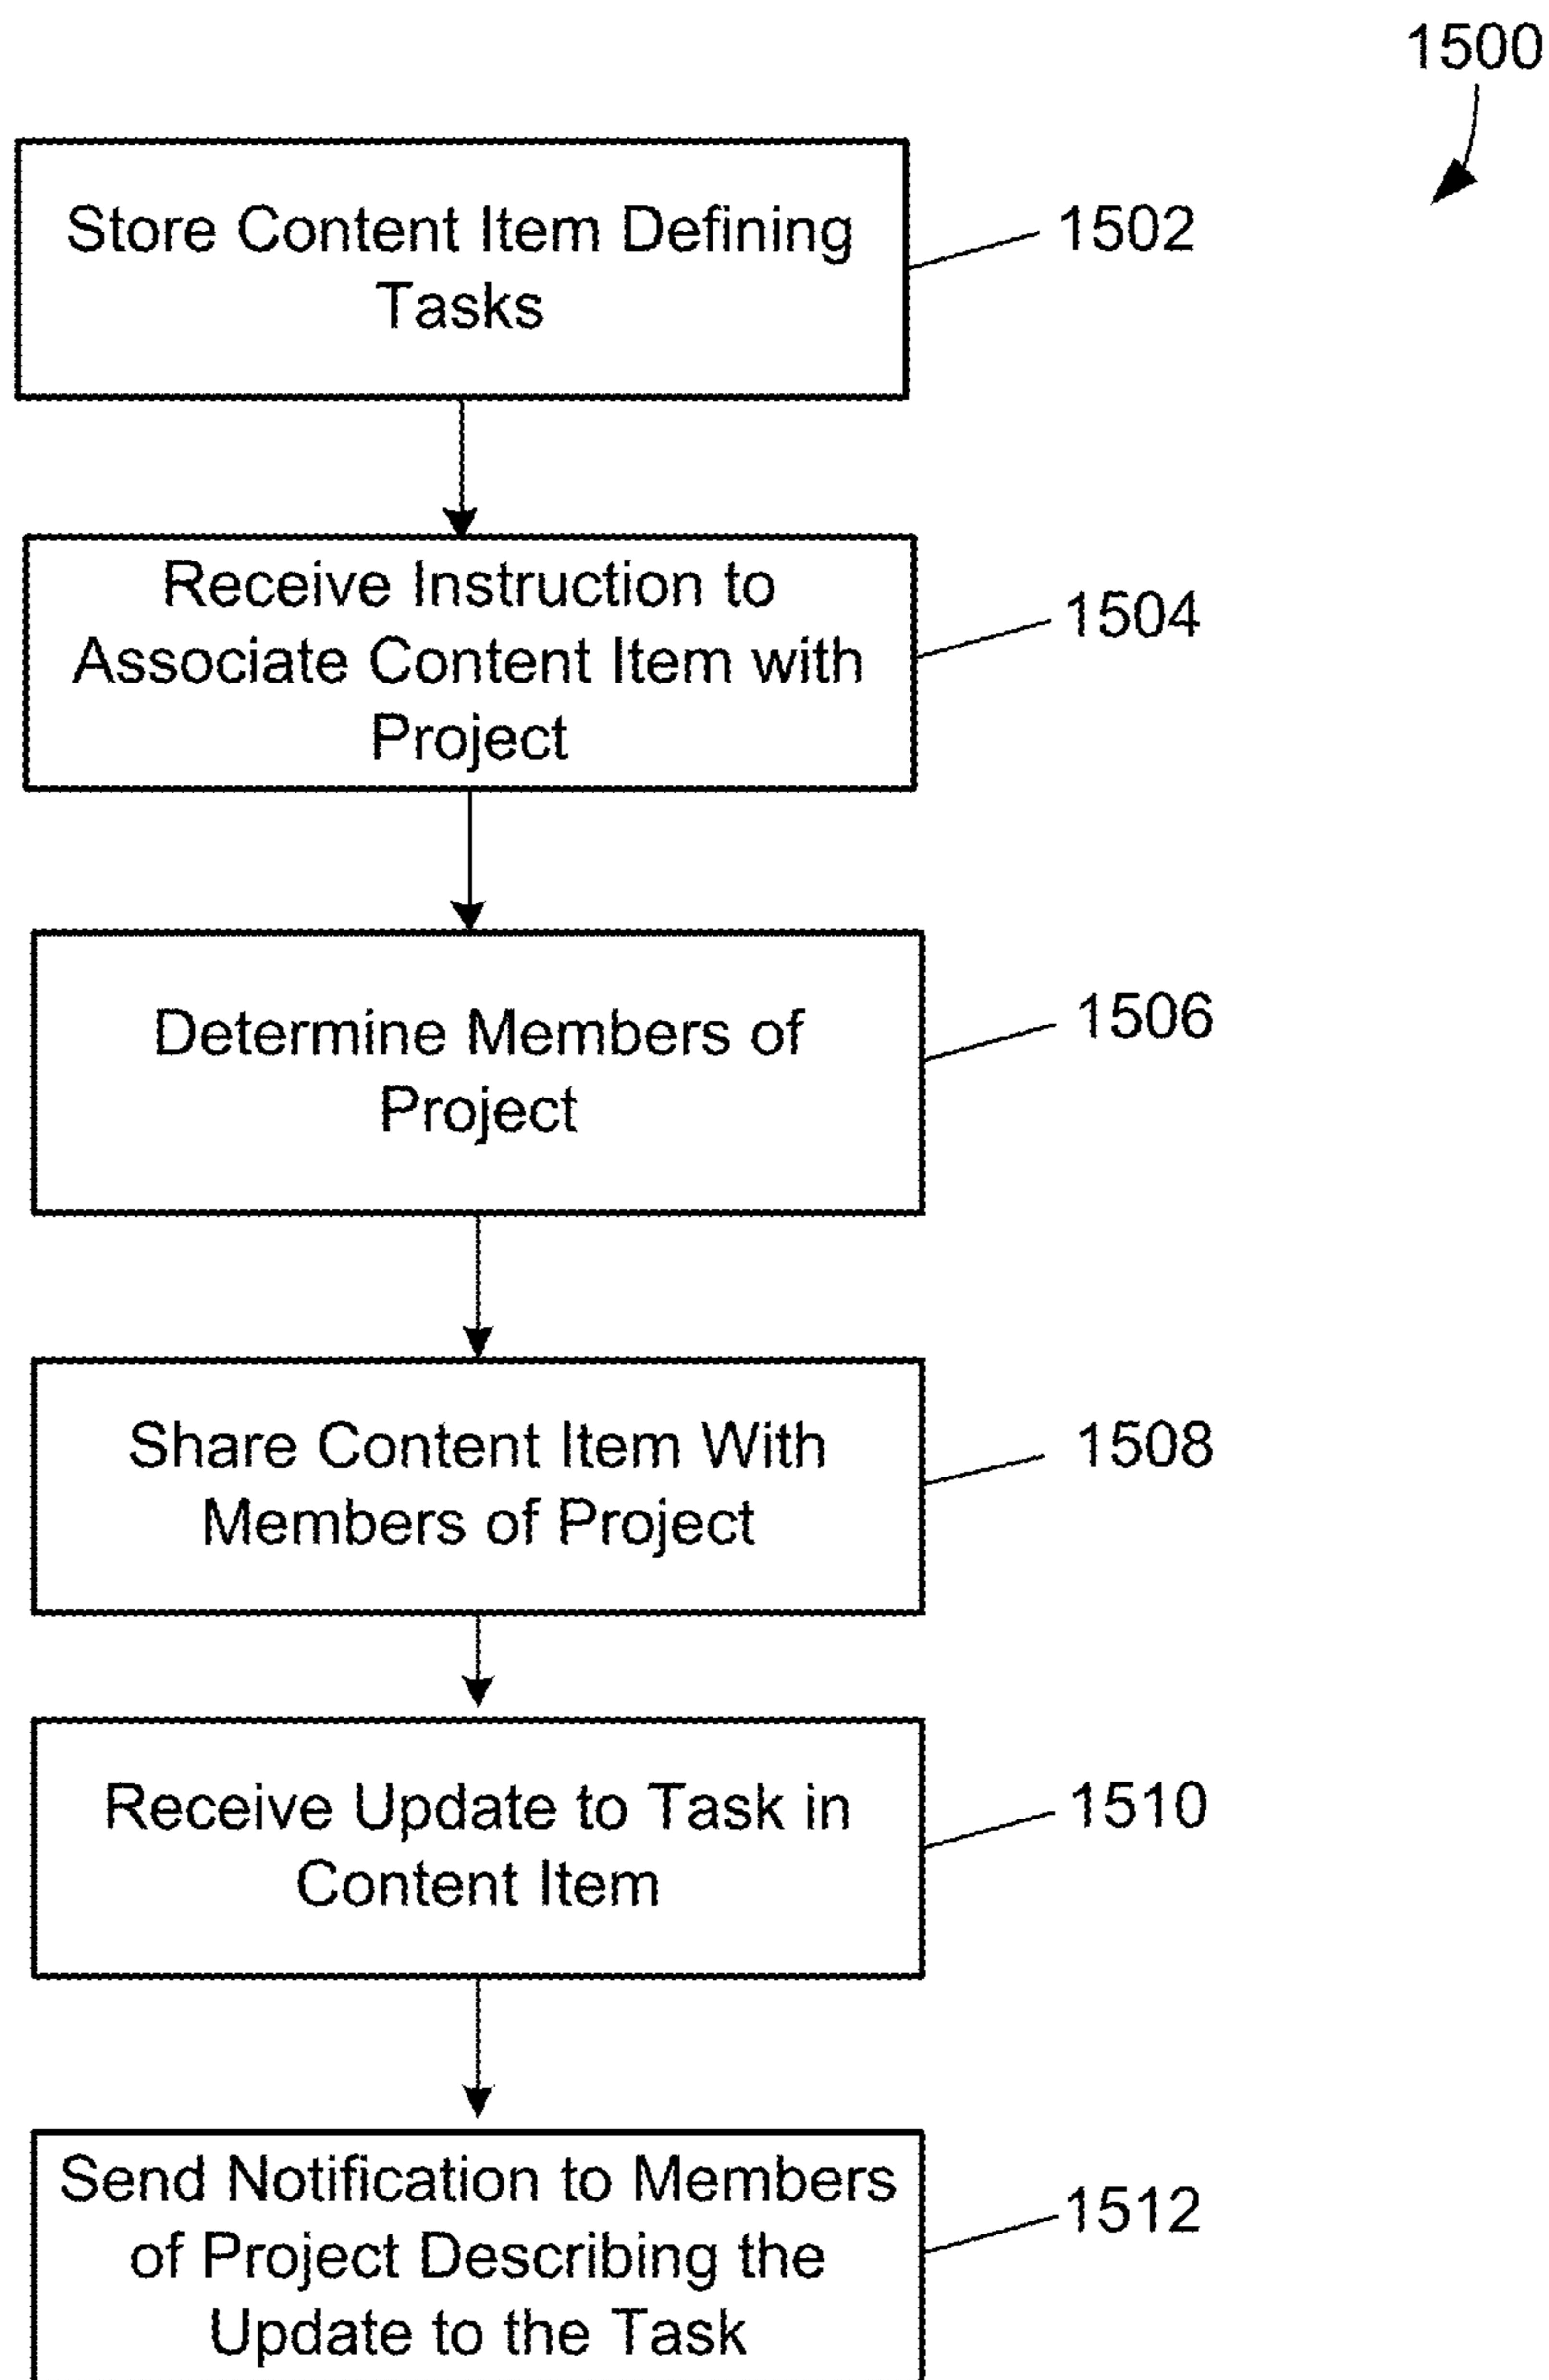 1500
Store Content Item Defining
Tasks
1502
Receive Instruction to
Associate Content Item with
Project
1504
Determine Members of
Project
1506
Share Content Item With
Members of Project
1508
Receive Update to Task in
Content Item
1510
Send Notification to Members
of Project Describing the
Update to the Task
1512